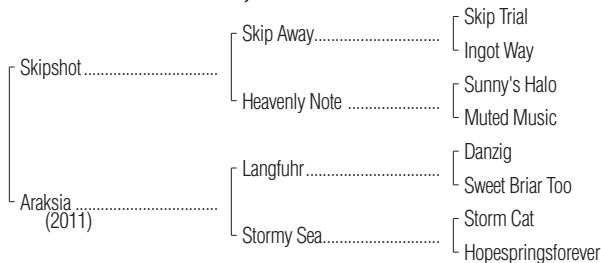 Skip Trial
Skip Away
Ingot Way
Skipshot
Sunny's Halo
Heavenly Note
Muted Music
Danzig
Langfuhr
Sweet Briar Too
Araksia
(2011)
Storm Cat
Stormy Sea
Hopespringsforever